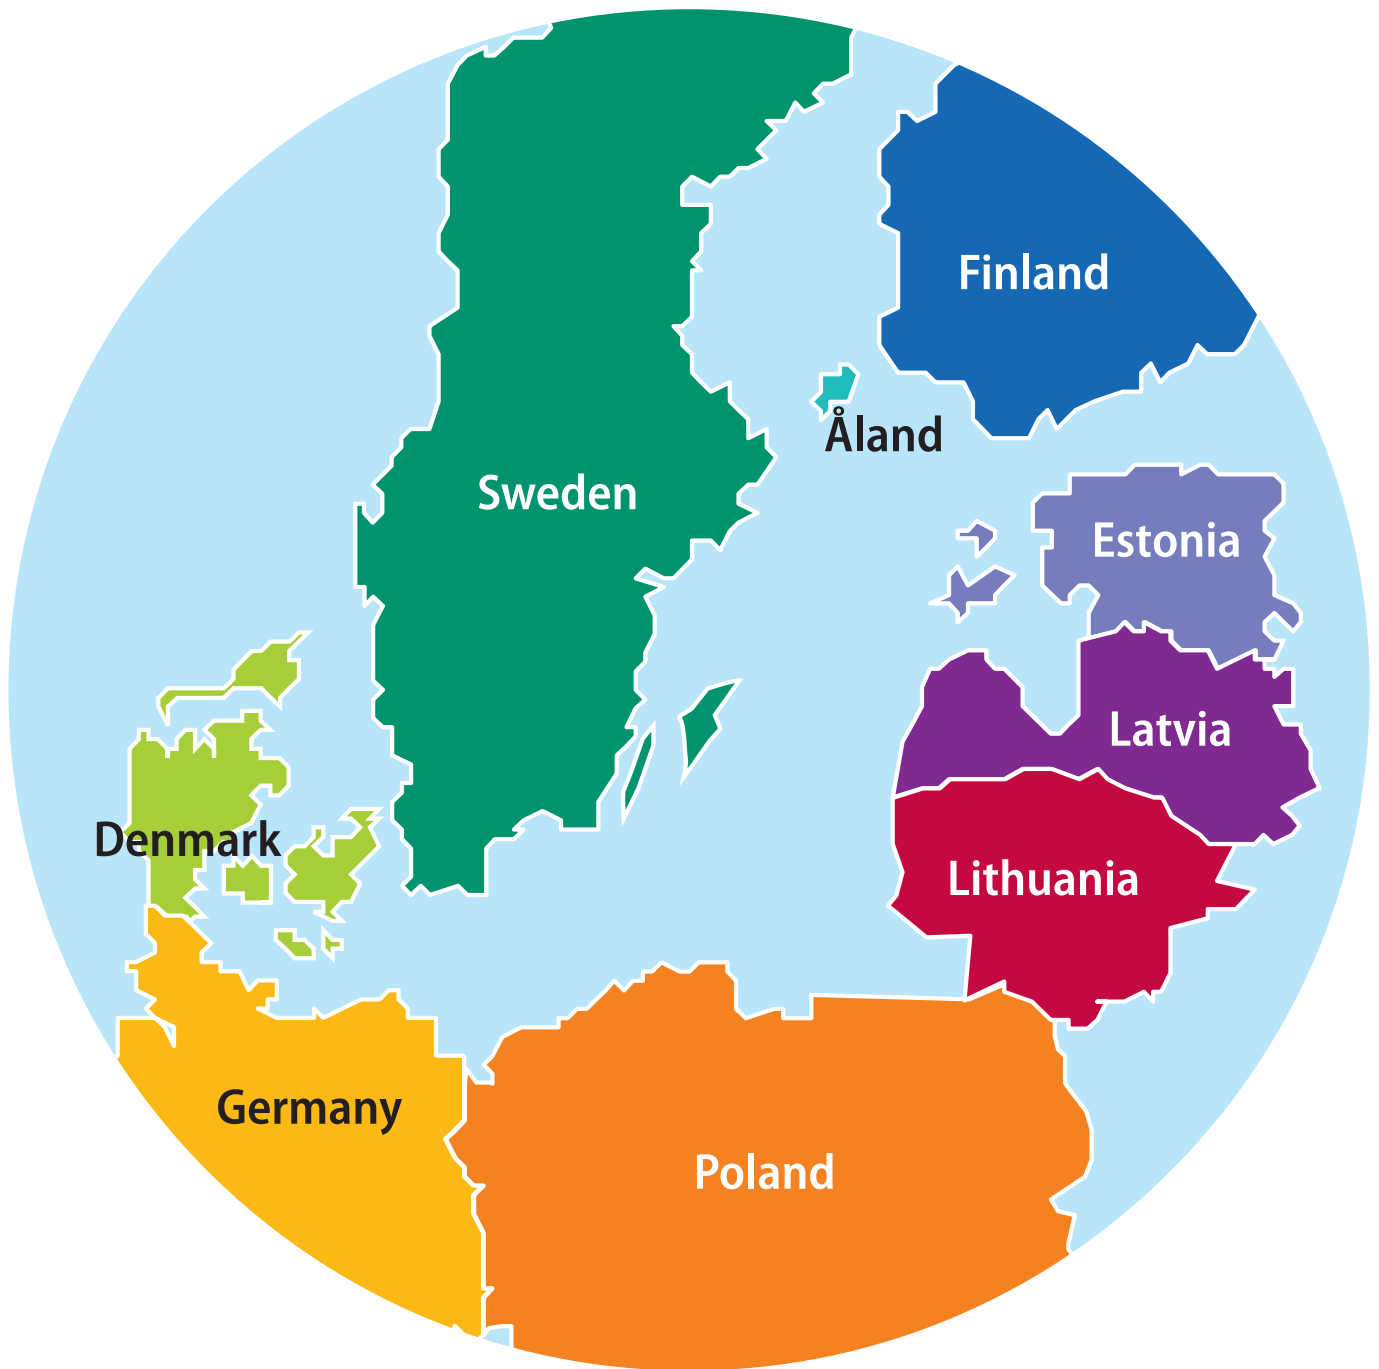 Finland
Åland
Sweden
Estonia
Latvia
Denmark
Lithuania
Germany
Poland